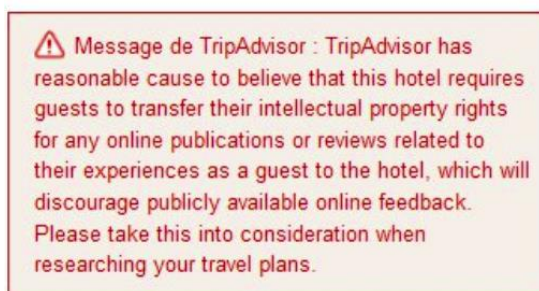 Message de TripAdvisor : TripAdvisor has
reasonable cause to believe that this hotel requires
guests to transfer their intellectual property rights
for any online publications or reviews related to
their experiences as a guest to the hotel, which will
discourage publicly available online feedback.
Please take this into consideration when
researching your travel plans.